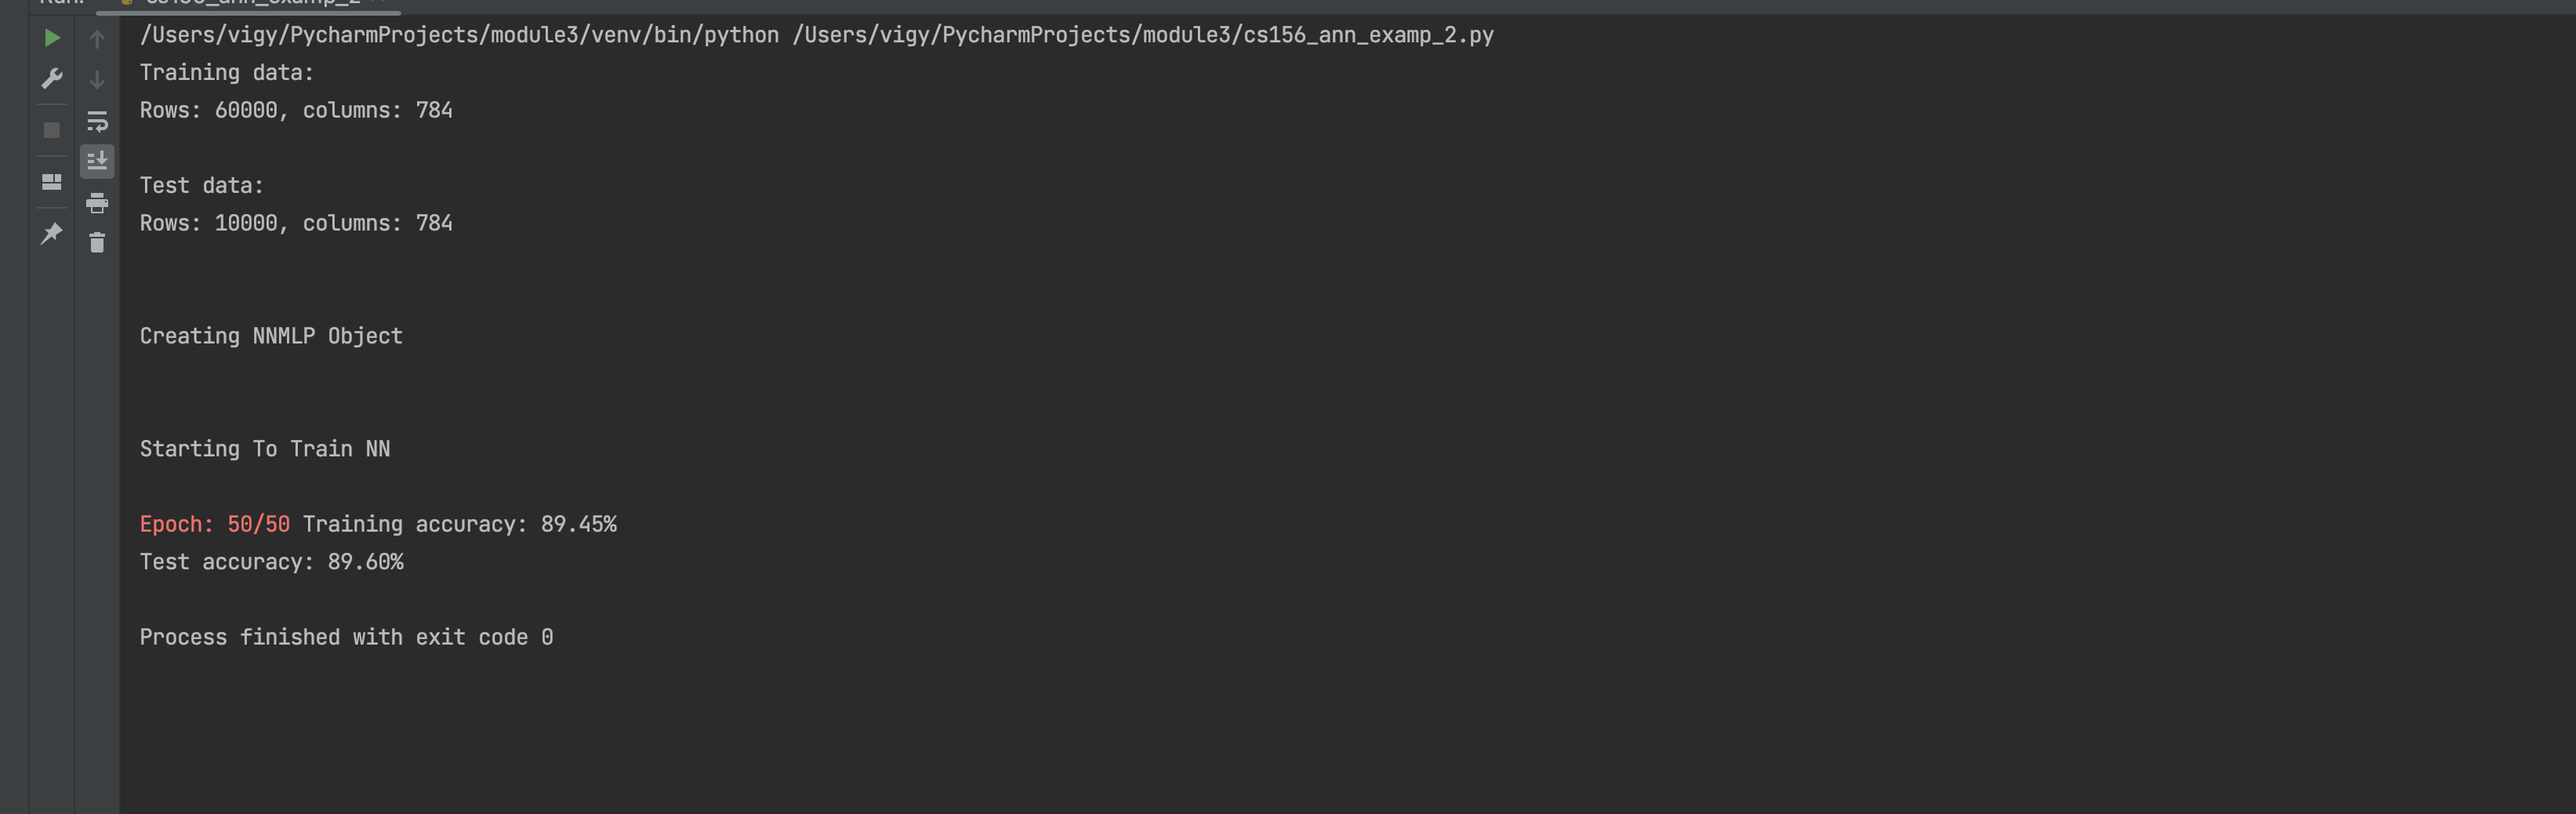 /Users/vigy/PycharmProjects/module3/venv/bin/python /Users/vigy/PycharmProjects/module3/cs156_ann_examp_2.py
Training data:
Rows: 60000, columns: 784
Test data:
Rows: 10000, columns: 784
Creating NNMLP Object
Starting To Train NN
Epoch: 50/50 Training accuracy: 89.45%
Test accuracy: 89.60%
Process finished with exit code 0